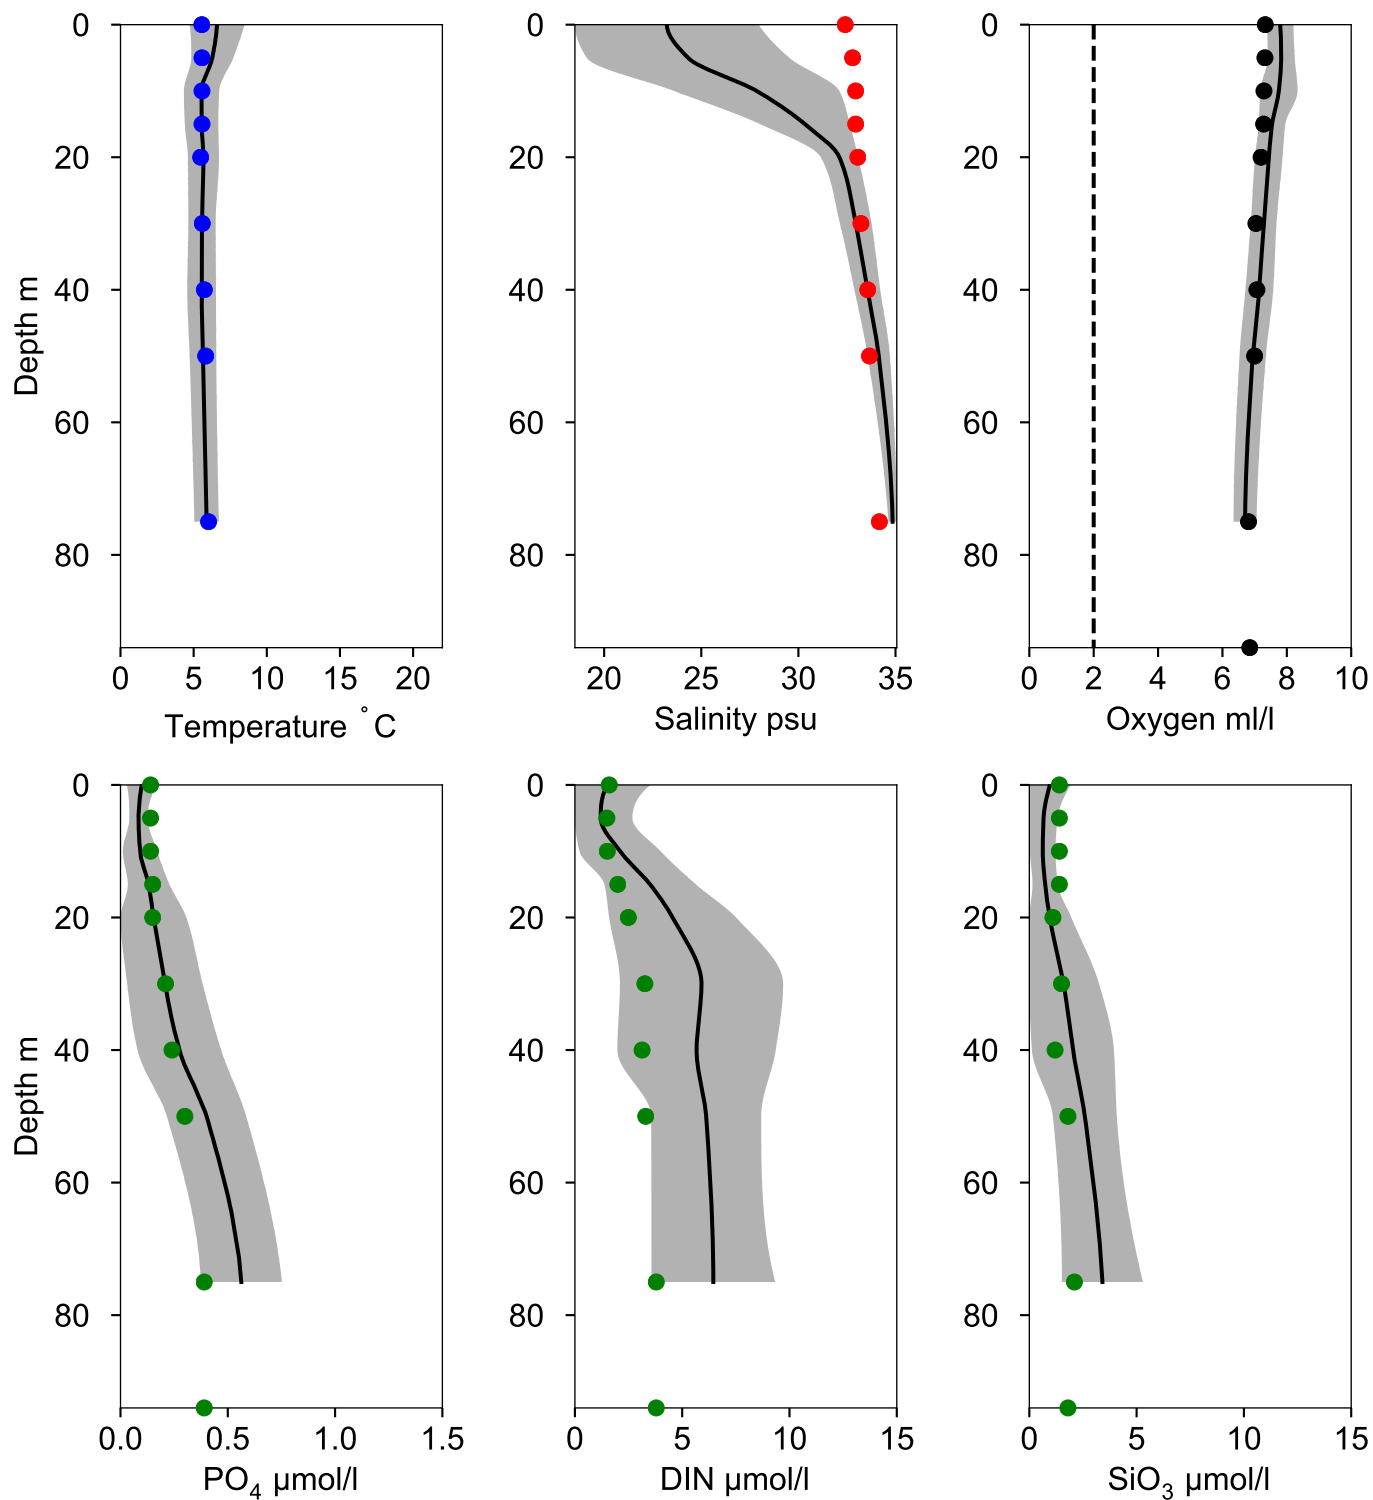 0
20
40
60
80
Depth m
0 5 10 15 20
Temperature ˚C
0
20
40
60
80
20 25 30 35
Salinity psu
0
20
40
60
80
0 2 4 6 8 10
Oxygen ml/l
0
20
40
60
80
Depth m
0.0 0.5 1.0 1.5
PO₄ µmol/l
0
20
40
60
80
0 5 10 15
DIN µmol/l
0
20
40
60
80
0 5 10 15
SiO₃ µmol/l